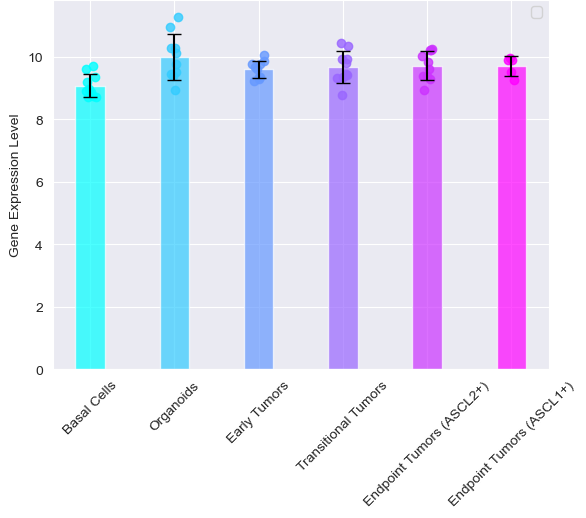 Gene Expression Level
10
8
6
4
2
0
Basal Cells
Organoids
Early Tumors
Transitional Tumors
Endpoint Tumors (ASCL2+)
Endpoint Tumors (ASCL1+)